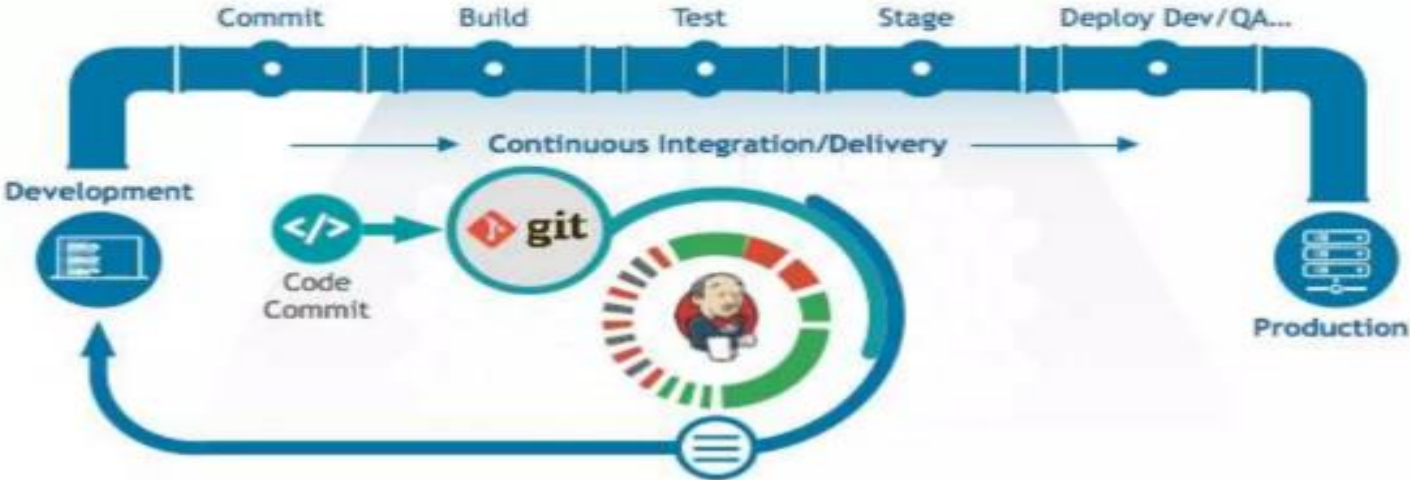 Commit
Build
Test
Stage
Deploy Dev/QA...
Continuous Integration/Delivery
Development
</>
git
Code
Commit
Production